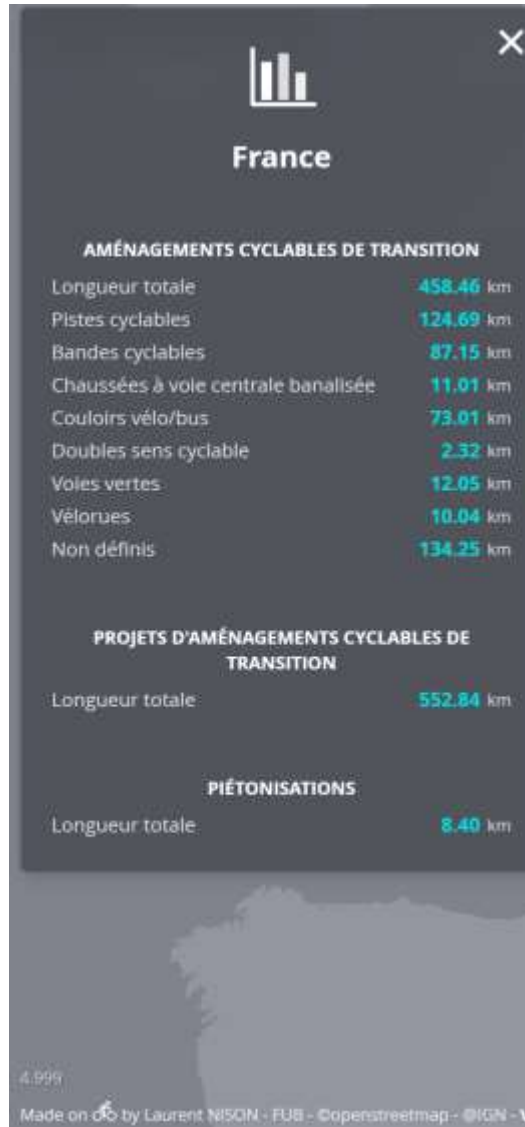 France
AMÉNAGEMENTS CYCLABLES DE TRANSITION
Longueur totale 458.46 km
Pistes cyclables 124.69 km
Bandes cyclables 87.15 km
Chaussées à voie centrale banalisée 11.01 km
Couloirs vélo/bus 73.01 km
Doubles sens cyclable 2.32 km
Voies vertes 12.05 km
Vélorues 10.04 km
Non définis 134.25 km
PROJETS D'AMÉNAGEMENTS CYCLABLES DE
TRANSITION
Longueur totale 552.84 km
PIÉTONISATIONS
Longueur totale 8.40 km
4.999
Made on by Laurent NISON - FUB - ©openstreetmap - @IGN - V